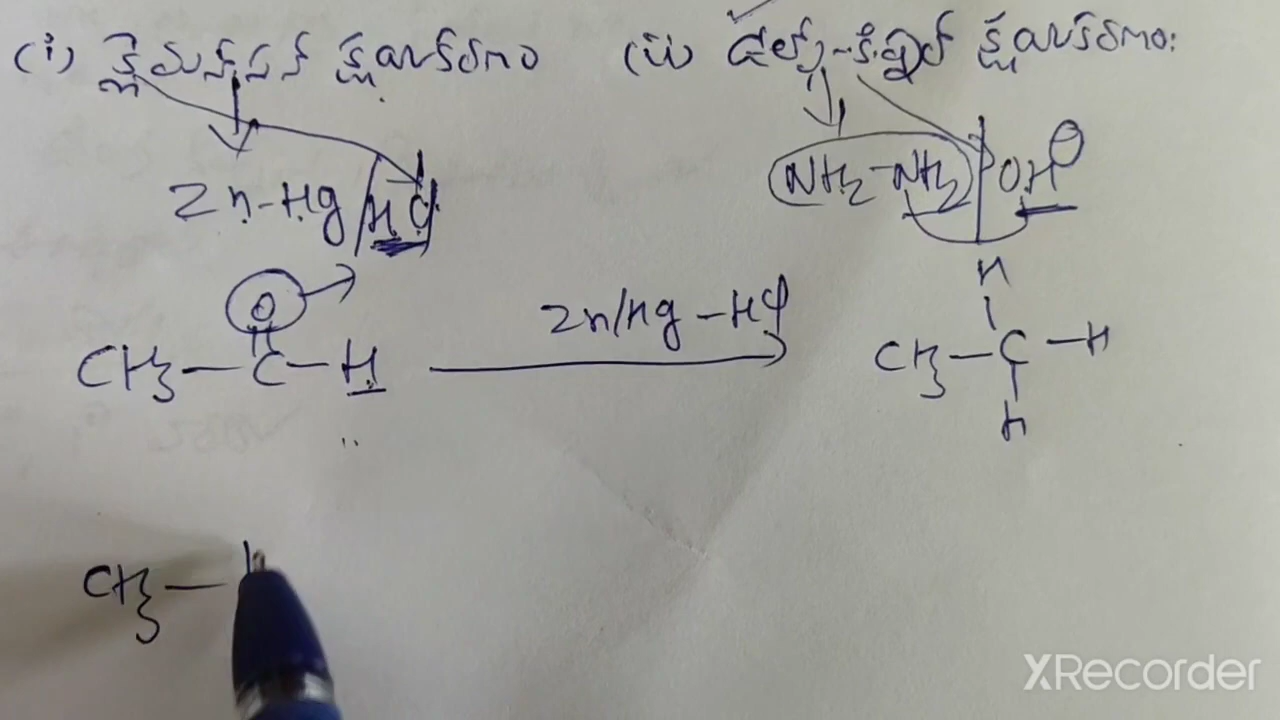 (i) క్లెమన్సన్ క్షయకరణం (ii) వుల్ఫ్-కిష్నర్ క్షయకరణం:
Zn-Hg/HCl NH2-NH2/OH⊖
O H
CH3-C-H Zn/Hg-HCl CH3-C-H
H
CH3-
XRecorder